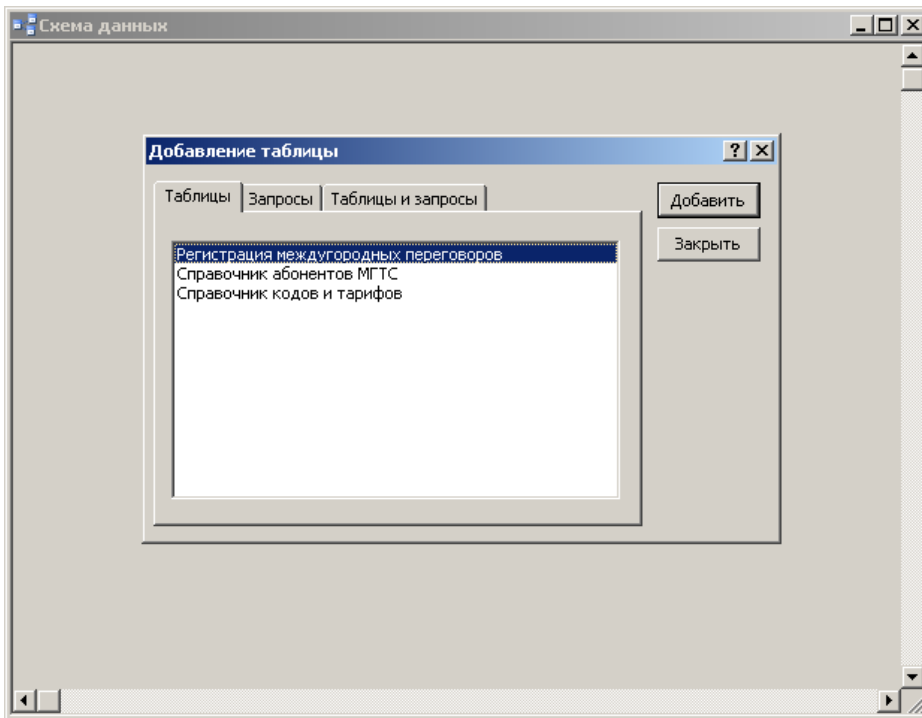 Схема данных
Добавление таблицы
Таблицы Запросы Таблицы и запросы
Добавить
Закрыть
Регистрация междугородных переговоров
Справочник абонентов МГТС
Справочник кодов и тарифов